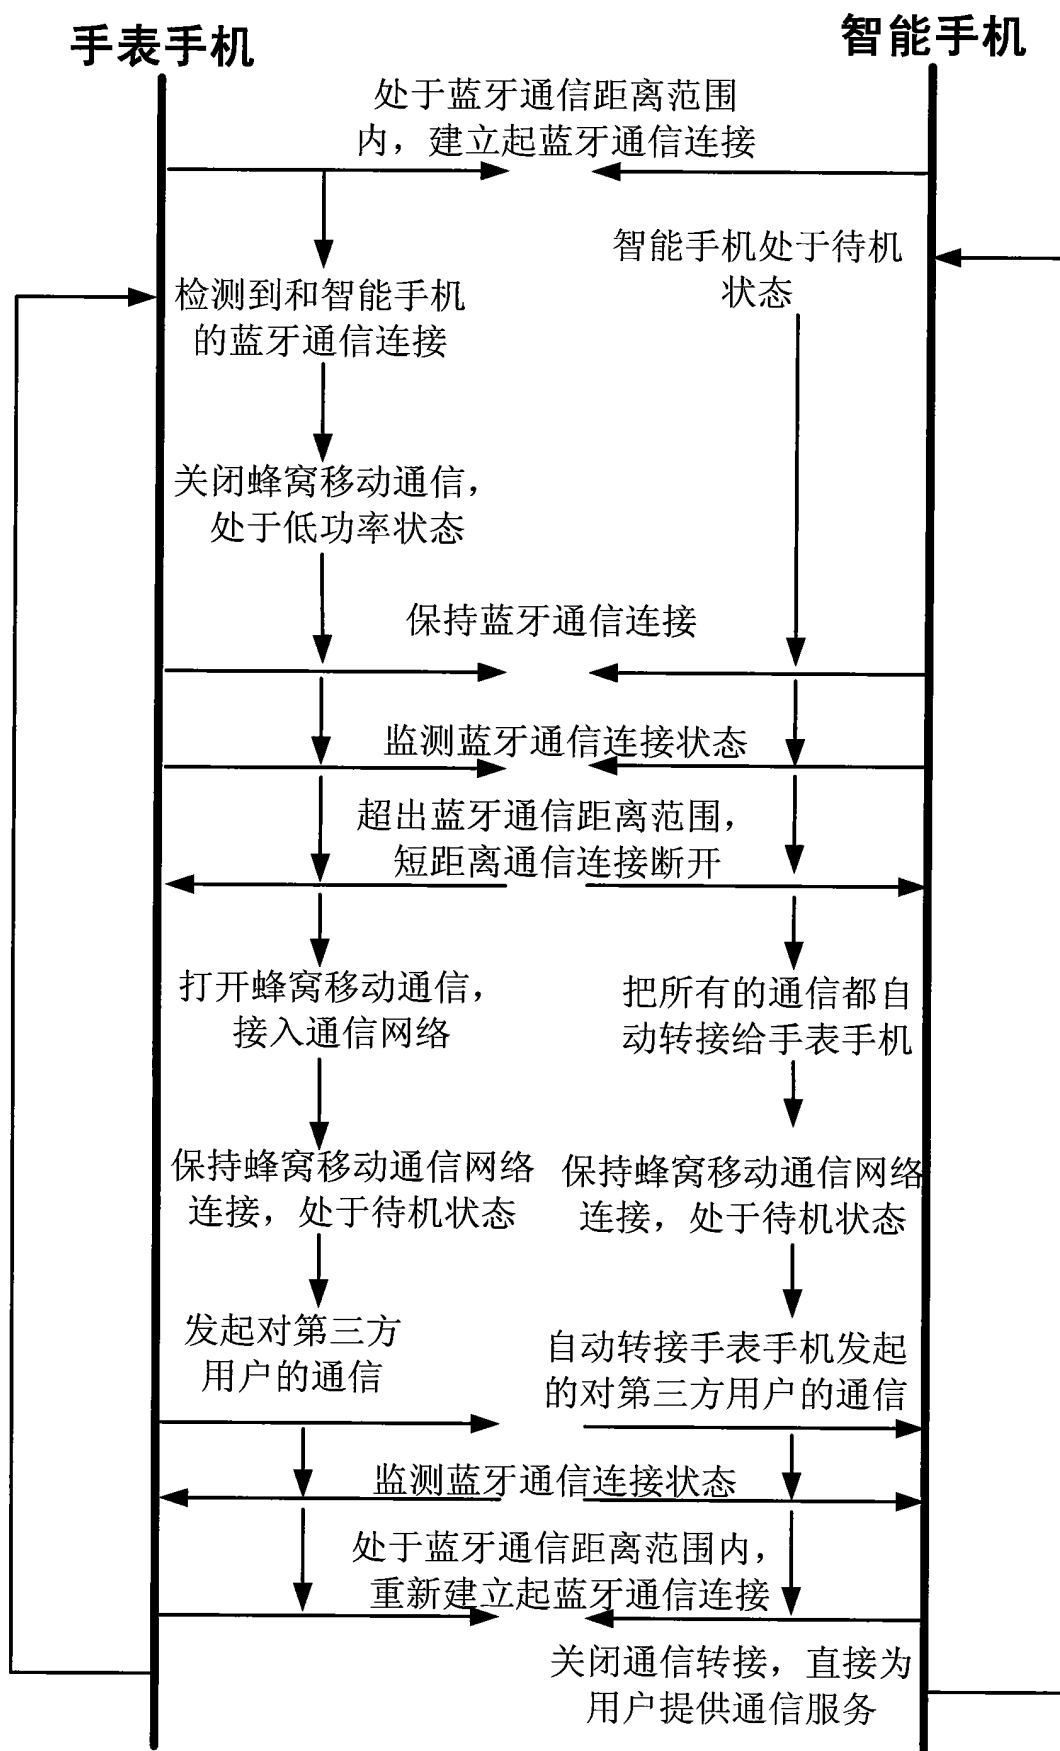 手表手机
智能手机
处于蓝牙通信距离范围
内，建立起蓝牙通信连接
智能手机处于待机
状态
检测到和智能手机
的蓝牙通信连接
关闭蜂窝移动通信，
处于低功率状态
保持蓝牙通信连接
监测蓝牙通信连接状态
超出蓝牙通信距离范围，
短距离通信连接断开
打开蜂窝移动通信，
接入通信网络
把所有的通信都自
动转接给手表手机
保持蜂窝移动通信网络
连接，处于待机状态
保持蜂窝移动通信网络
连接，处于待机状态
发起对第三方
用户的通信
自动转接手表手机发起
的对第三方用户的通信
监测蓝牙通信连接状态
处于蓝牙通信距离范围内，
重新建立起蓝牙通信连接
关闭通信转接，直接为
用户提供通信服务